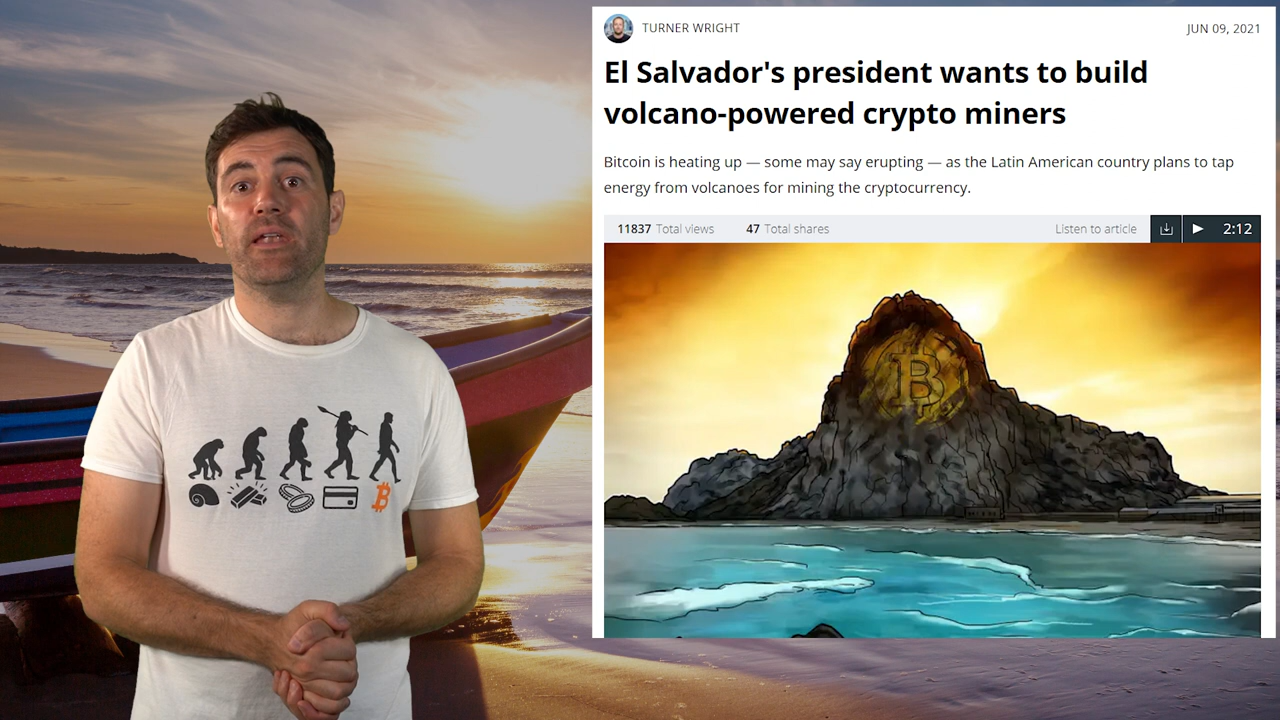 TURNER WRIGHT
JUN 09, 2021
El Salvador's president wants to build
volcano-powered crypto miners
Bitcoin is heating up — some may say erupting — as the Latin American country plans to tap
energy from volcanoes for mining the cryptocurrency.
11837 Total views 47 Total shares Listen to article 2:12